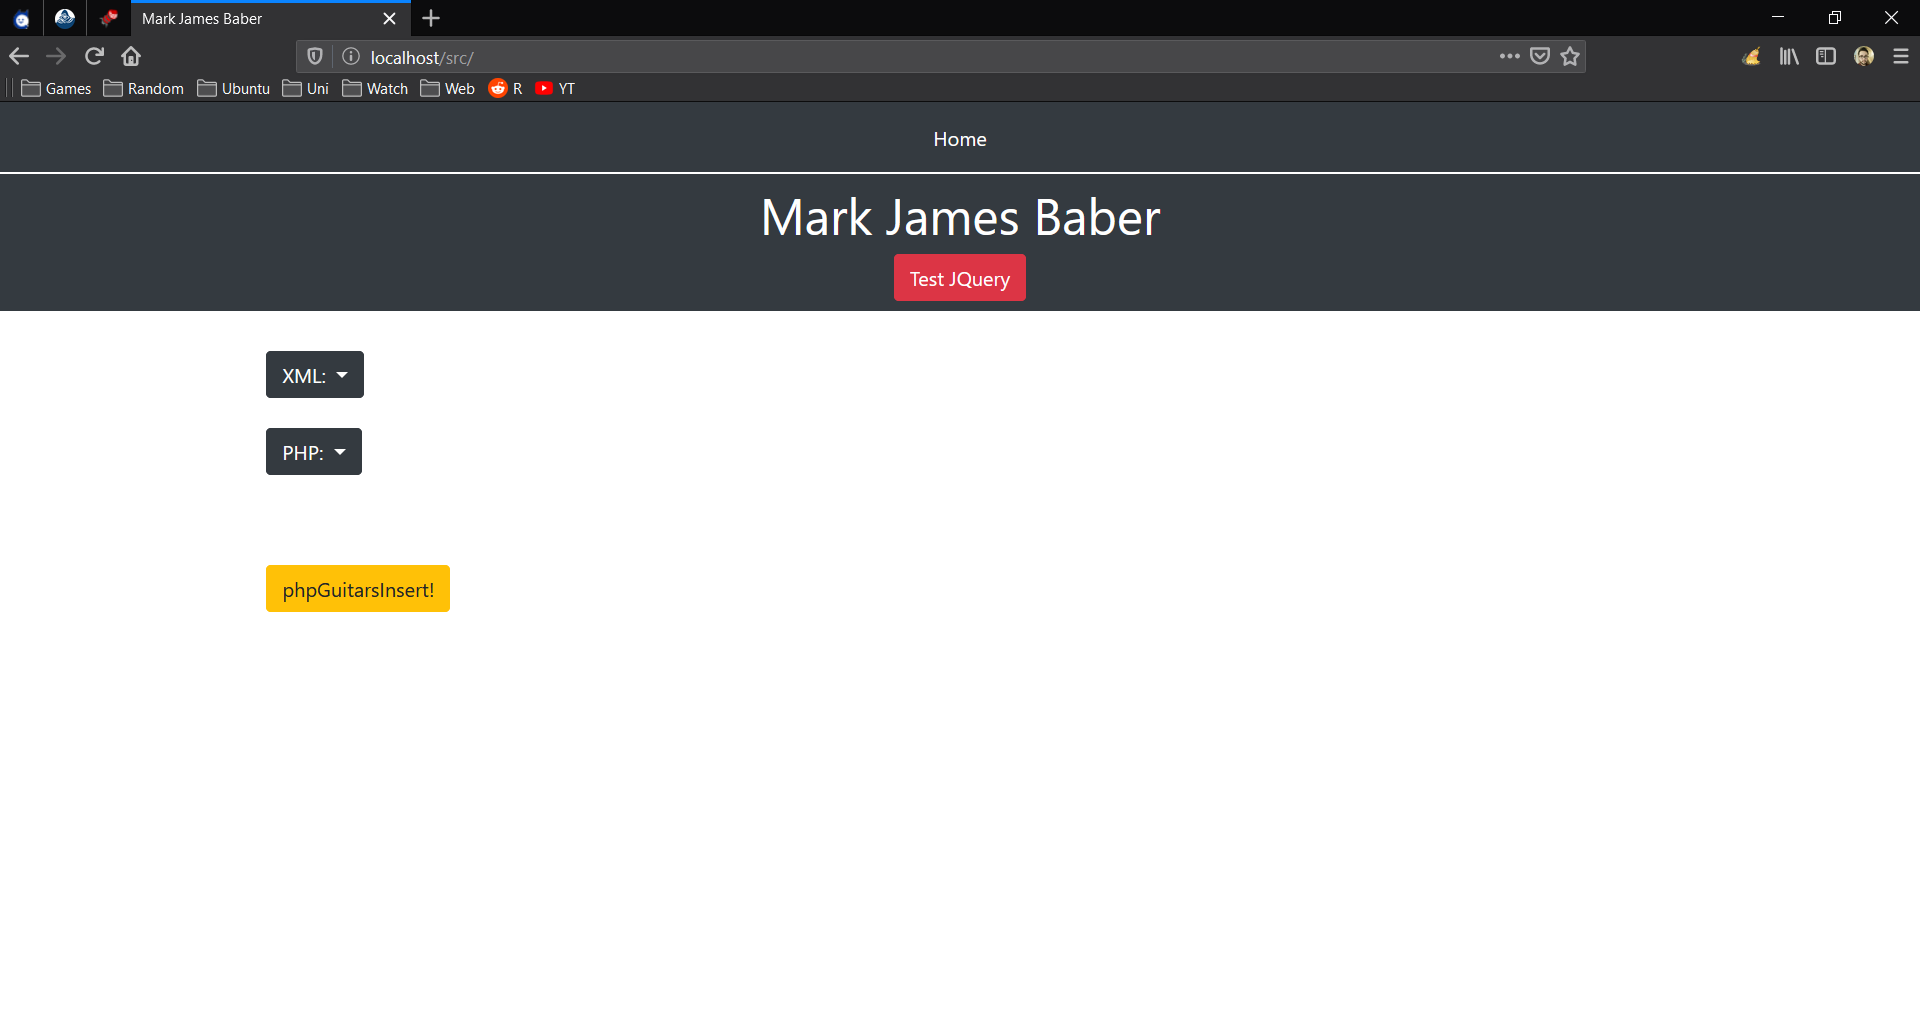 Mark James Baber
localhost/src/
Games Random Ubuntu Uni Watch Web R YT
Home
Mark James Baber
Test JQuery
XML:
PHP:
phpGuitarsInsert!